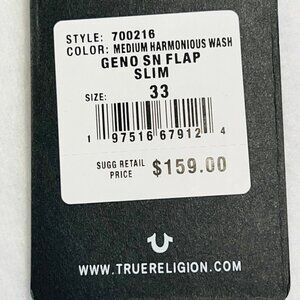 STYLE: 700216
COLOR: MEDIUM HARMONIOUS WASH
GENO SN FLAP
SLIM
SIZE: 33
1 97516 67912 4
SUGG RETAIL
PRICE $159.00
WWW.TRUERELIGION.COM